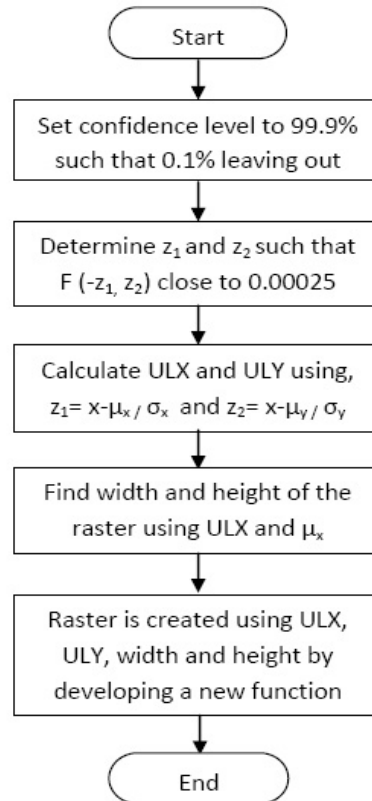 Start
Set confidence level to 99.9%
such that 0.1% leaving out
Determine z₁ and z₂ such that
F (-z₁, z₂) close to 0.00025
Calculate ULX and ULY using,
z₁= x-μₓ / σₓ and z₂= x-μᵧ / σᵧ
Find width and height of the
raster using ULX and μₓ
Raster is created using ULX,
ULY, width and height by
developing a new function
End